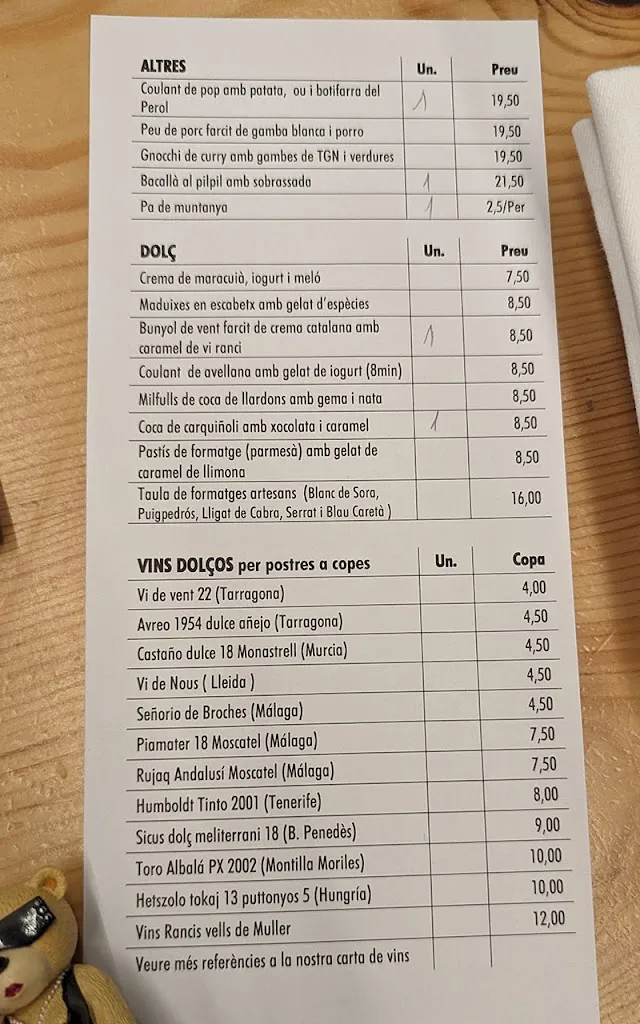 ALTRES Un. Preu
Coulant de pop amb patata, ou i botifarra del
Perol 1 19,50
Peu de porc farcit de gamba blanca i porro 19,50
Gnocchi de curry amb gambes de TGN i verdures 19,50
Bacallà al pilpil amb sobrassada 1 21,50
Pa de muntanya 1 2,5/Per
DOLÇ Un. Preu
Crema de maracuià, iogurt i meló 7,50
Maduixes en escabetx amb gelat d'espècies 8,50
Bunyol de vent farcit de crema catalana amb
caramel de vi ranci 1 8,50
Coulant de avellana amb gelat de iogurt (8min) 8,50
Milfulls de coca de llardons amb gema i nata 8,50
Coca de carquiñoli amb xocolata i caramel 1 8,50
Pastís de formatge (parmesà) amb gelat de
caramel de llimona 8,50
Taula de formatges artesans (Blanc de Sora,
Puigpedrós, Lligat de Cabra, Serrat i Blau Caretà ) 16,00
VINS DOLÇOS per postres a copes Un. Copa
Vi de vent 22 (Tarragona) 4,00
Avreo 1954 dulce añejo (Tarragona) 4,50
Castaño dulce 18 Monastrell (Murcia) 4,50
Vi de Nous ( Lleida ) 4,50
Señorio de Broches (Málaga) 4,50
Piamater 18 Moscatel (Málaga) 7,50
Rujaq Andalusí Moscatel (Málaga) 7,50
Humboldt Tinto 2001 (Tenerife) 8,00
Sicus dolç meliterrani 18 (B. Penedès) 9,00
Toro Albalá PX 2002 (Montilla Moriles) 10,00
Hetszolo tokaj 13 puttonyos 5 (Hungría) 10,00
Vins Rancis vells de Muller 12,00
Veure més referències a la nostra carta de vins